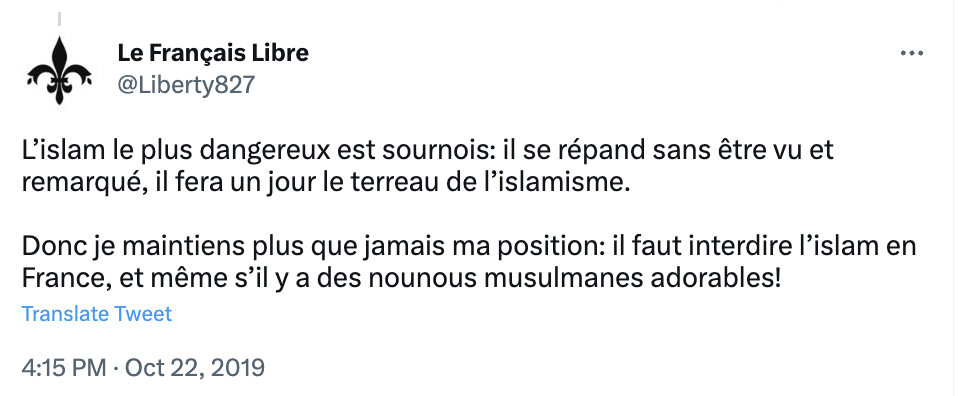 Le Français Libre
@Liberty827
L’islam le plus dangereux est sournois: il se répand sans être vu et
remarqué, il fera un jour le terreau de l’islamisme.
Donc je maintiens plus que jamais ma position: il faut interdire l’islam en
France, et même s’il y a des nounous musulmanes adorables!
Translate Tweet
4:15 PM · Oct 22, 2019